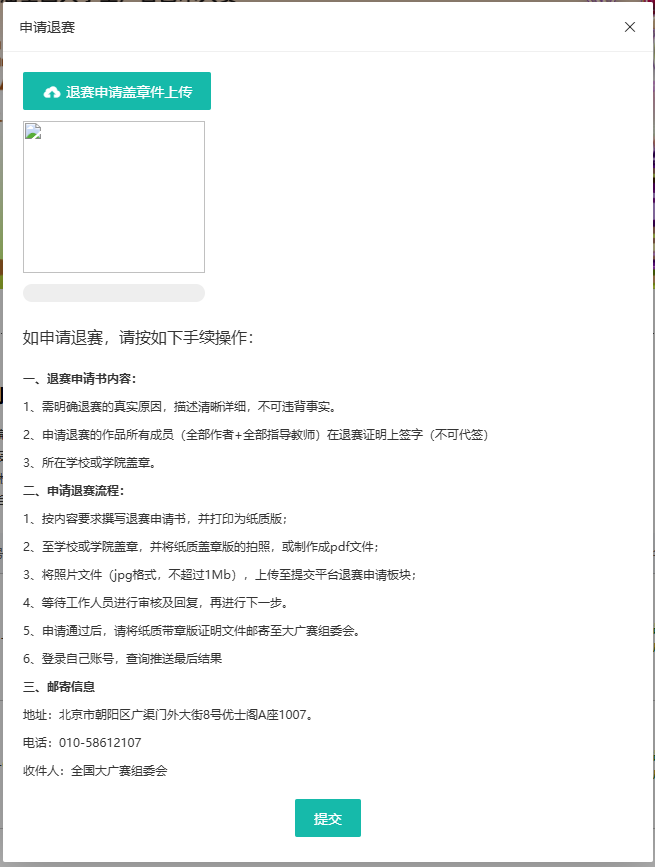 申请退赛
退赛申请盖章件上传
如申请退赛，请按如下手续操作：
一、退赛申请书内容：
1、需明确退赛的真实原因，描述清晰详细，不可违背事实。
2、申请退赛的作品所有成员（全部作者+全部指导教师）在退赛证明上签字（不可代签）
3、所在学校或学院盖章。
二、申请退赛流程：
1、按内容要求撰写退赛申请书，并打印为纸质版；
2、至学校或学院盖章，并将纸质盖章版的拍照，或制作成pdf文件；
3、将照片文件（jpg格式，不超过1Mb），上传至提交平台退赛申请板块；
4、等待工作人员进行审核及回复，再进行下一步。
5、申请通过后，请将纸质带章版证明文件邮寄至大广赛组委会。
6、登录自己账号，查询推送最后结果
三、邮寄信息
地址：北京市朝阳区广渠门外大街8号优士阁A座1007。
电话：010-58612107
收件人：全国大广赛组委会
提交